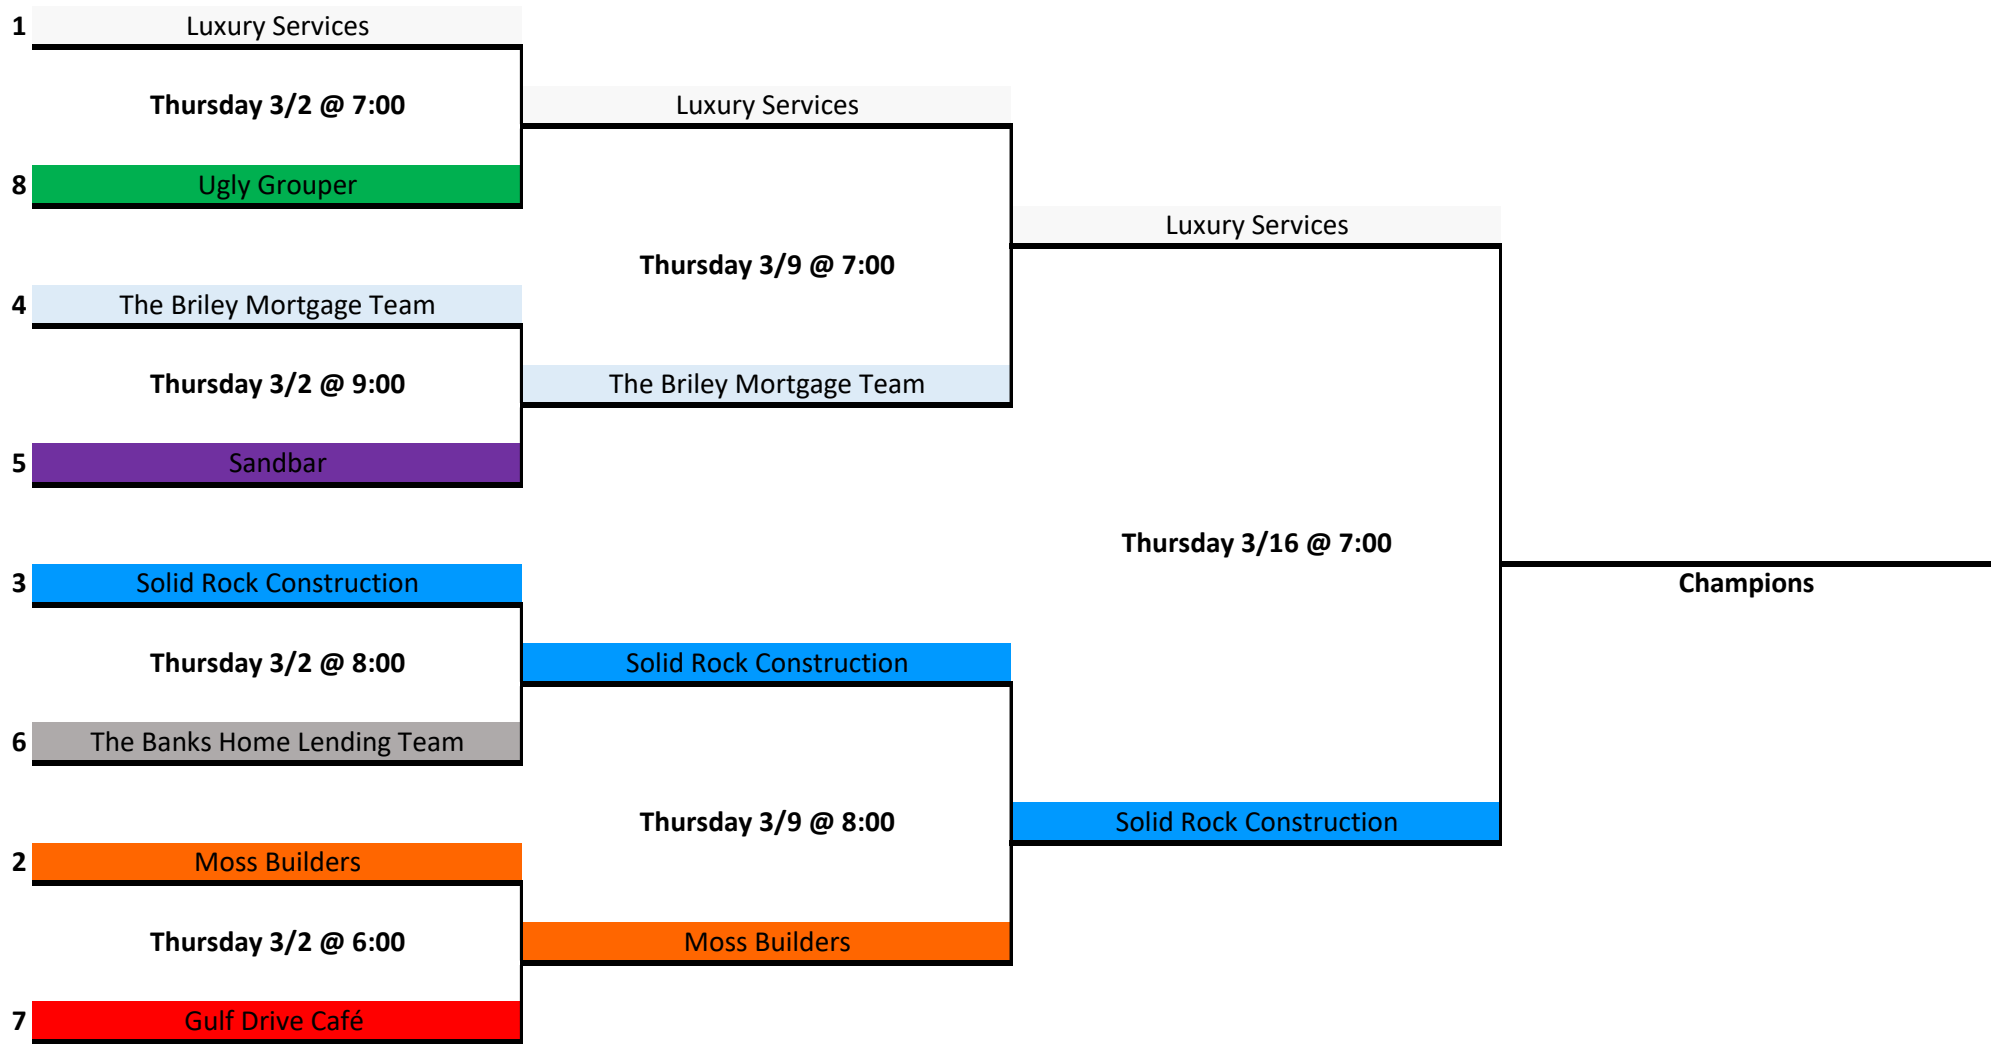 1 Luxury Services
Thursday 3/2 @ 7:00
8 Ugly Grouper
4 The Briley Mortgage Team
Thursday 3/2 @ 9:00
5 Sandbar
3 Solid Rock Construction
Thursday 3/2 @ 8:00
6 The Banks Home Lending Team
2 Moss Builders
Thursday 3/2 @ 6:00
7 Gulf Drive Café
Luxury Services
Thursday 3/9 @ 7:00
The Briley Mortgage Team
Solid Rock Construction
Thursday 3/9 @ 8:00
Moss Builders
Luxury Services
Thursday 3/16 @ 7:00
Solid Rock Construction
Champions